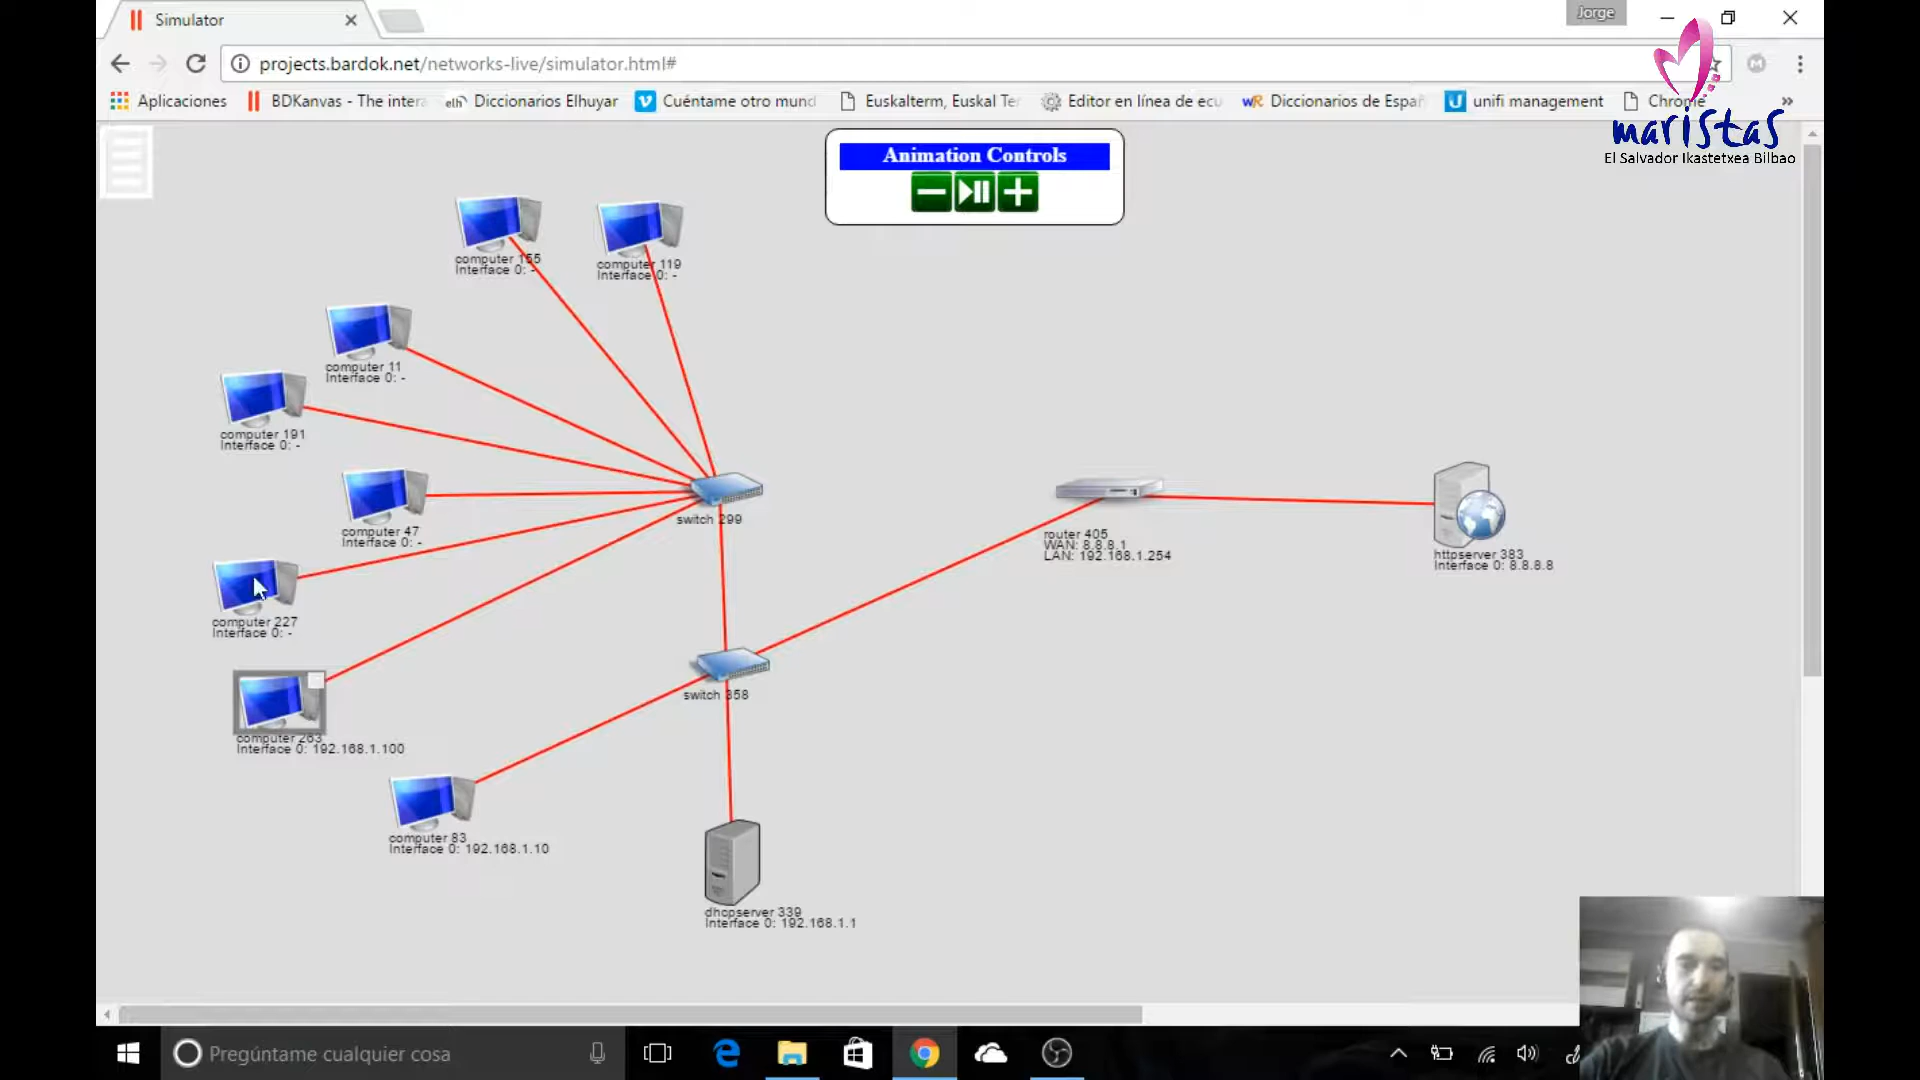 Simulator
Jorge
projects.bardok.net/networks-live/simulator.html#
Aplicaciones
BDKanvas - The intera
elh Diccionarios Elhuyar
Cuéntame otro mund
Euskalterm, Euskal Te
Editor en línea de ecu
WR Diccionarios de Españ
unifi management
Chrome
maristas
El Salvador Ikastetxea Bilbao
Animation Controls
computer 155
Interface 0: -
computer 119
Interface 0: -
computer 11
Interface 0: -
computer 191
Interface 0: -
computer 47
Interface 0: -
switch 299
router 405
WAN: 8.8.8.1
LAN: 192.168.1.254
httpserver 383
Interface 0: 8.8.8.8
computer 227
Interface 0: -
switch 358
computer 263
Interface 0: 192.168.1.100
computer 83
Interface 0: 192.168.1.10
dhcpserver 339
Interface 0: 192.168.1.1
Pregúntame cualquier cosa